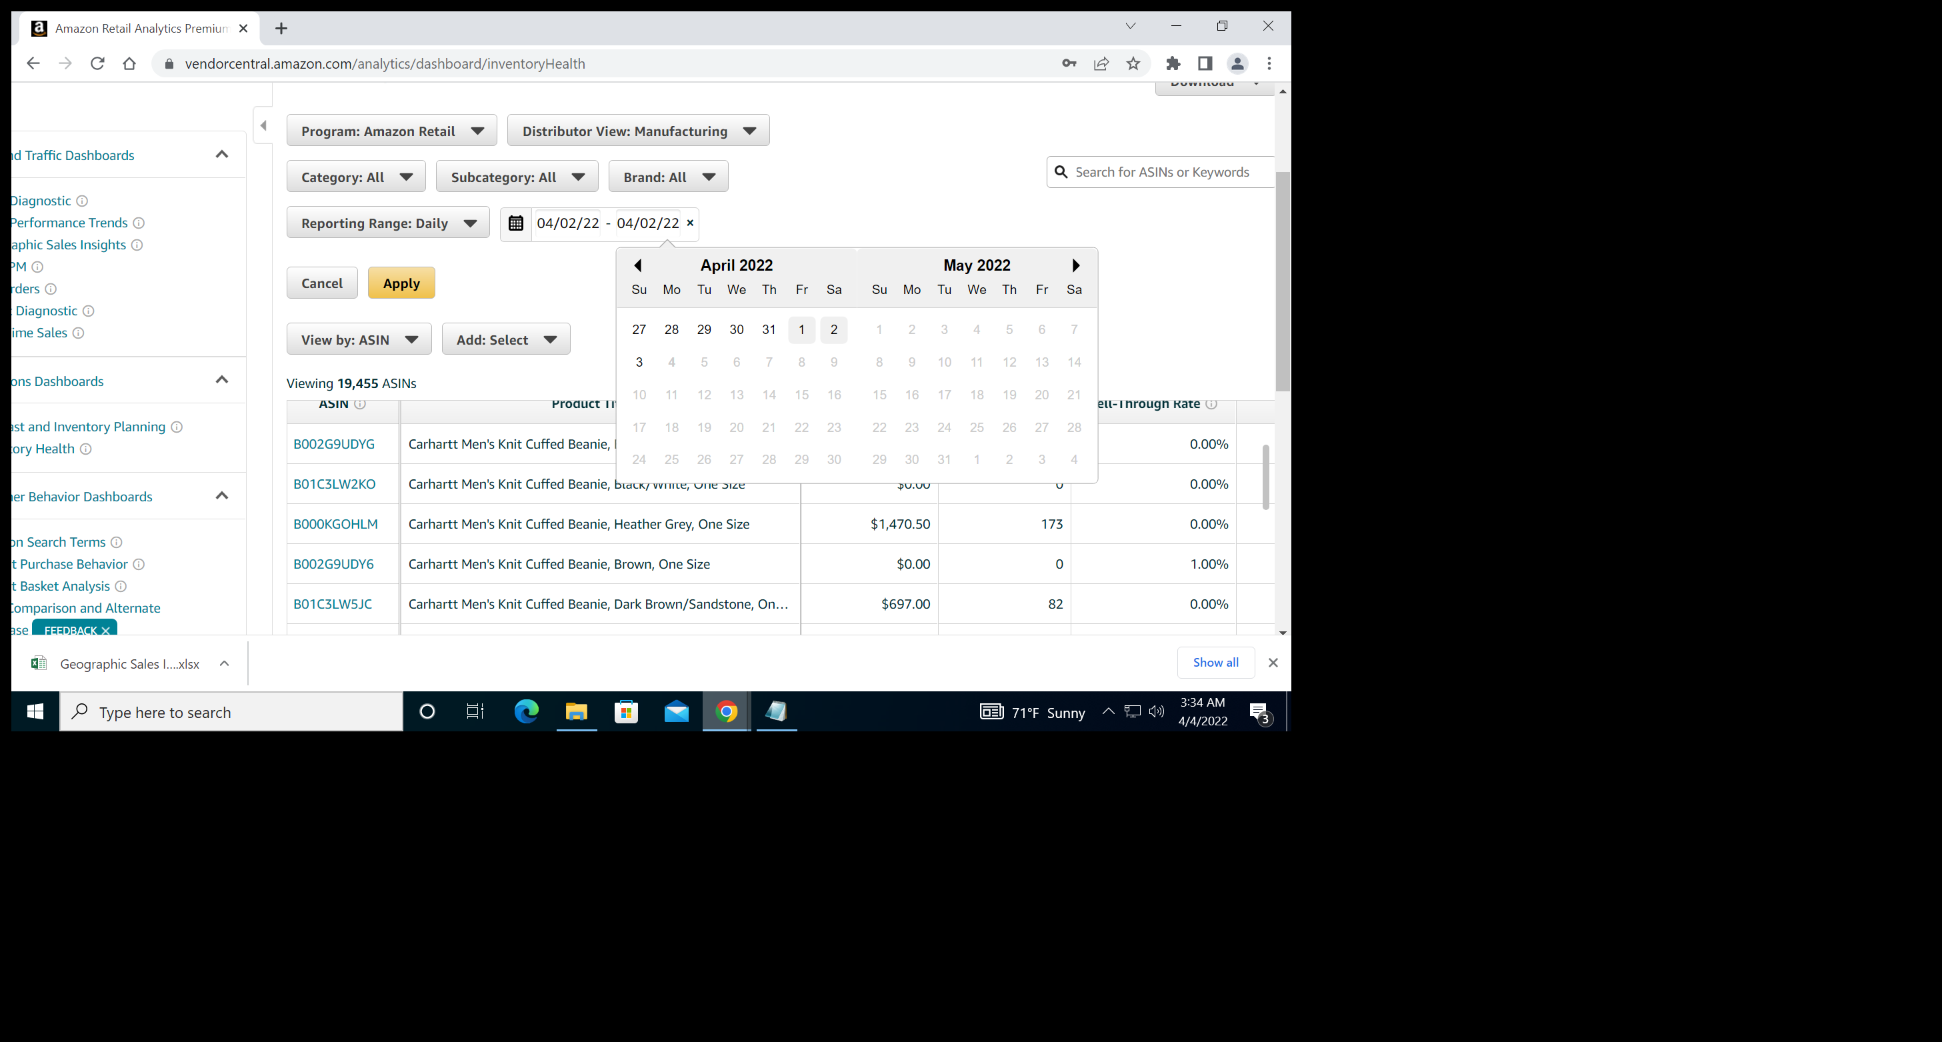 Amazon Retail Analytics Premium
vendorcentral.amazon.com/analytics/dashboard/inventoryHealth
Download
Program: Amazon Retail
Distributor View: Manufacturing
Category: All
Subcategory: All
Brand: All
Search for ASINs or Keywords
Reporting Range: Daily
04/02/22 - 04/02/22 ×
Cancel
Apply
View by: ASIN
Add: Select
Viewing 19,455 ASINs
d Traffic Dashboards
Diagnostic
Performance Trends
aphic Sales Insights
PM
rders
Diagnostic
ime Sales
ons Dashboards
ast and Inventory Planning
ory Health
er Behavior Dashboards
on Search Terms
t Purchase Behavior
t Basket Analysis
Comparison and Alternate
ase
FEEDBACK
April 2022
Su Mo Tu We Th Fr Sa
27 28 29 30 31 1 2
3 4 5 6 7 8 9
10 11 12 13 14 15 16
17 18 19 20 21 22 23
24 25 26 27 28 29 30
May 2022
Su Mo Tu We Th Fr Sa
1 2 3 4 5 6 7
8 9 10 11 12 13 14
15 16 17 18 19 20 21
22 23 24 25 26 27 28
29 30 31 1 2 3 4
ASIN Product Ti ell-Through Rate
B002G9UDYG Carhartt Men's Knit Cuffed Beanie, 0.00%
B01C3LW2KO Carhartt Men's Knit Cuffed Beanie, Black/White, One Size $0.00 0 0.00%
B000KGOHLM Carhartt Men's Knit Cuffed Beanie, Heather Grey, One Size $1,470.50 173 0.00%
B002G9UDY6 Carhartt Men's Knit Cuffed Beanie, Brown, One Size $0.00 0 1.00%
B01C3LW5JC Carhartt Men's Knit Cuffed Beanie, Dark Brown/Sandstone, On... $697.00 82 0.00%
Geographic Sales I....xlsx
Show all
Type here to search
71°F Sunny
3:34 AM
4/4/2022
3